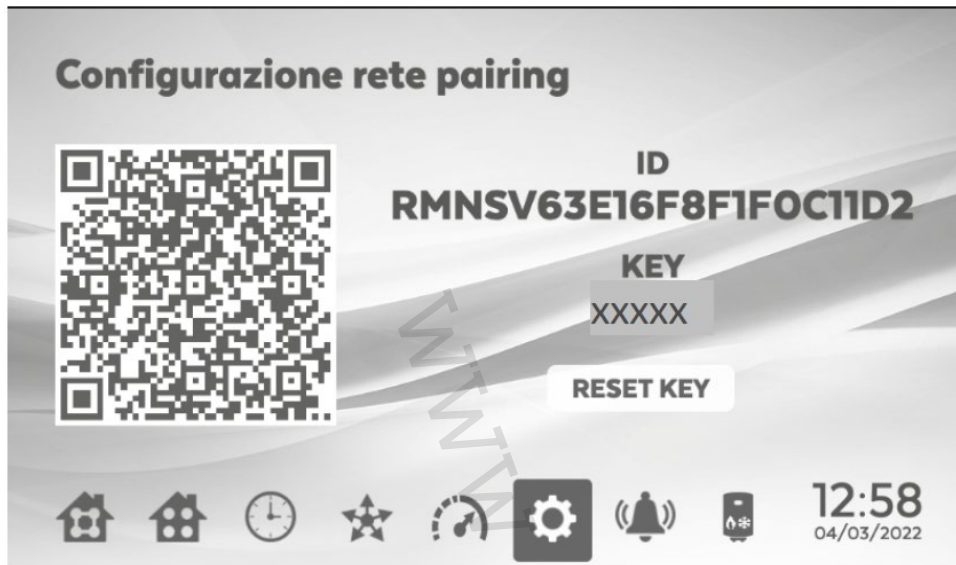 Configurazione rete pairing
ID
RMNSV63E16F8F1F0C11D2
KEY
XXXXX
RESET KEY
12:58
04/03/2022